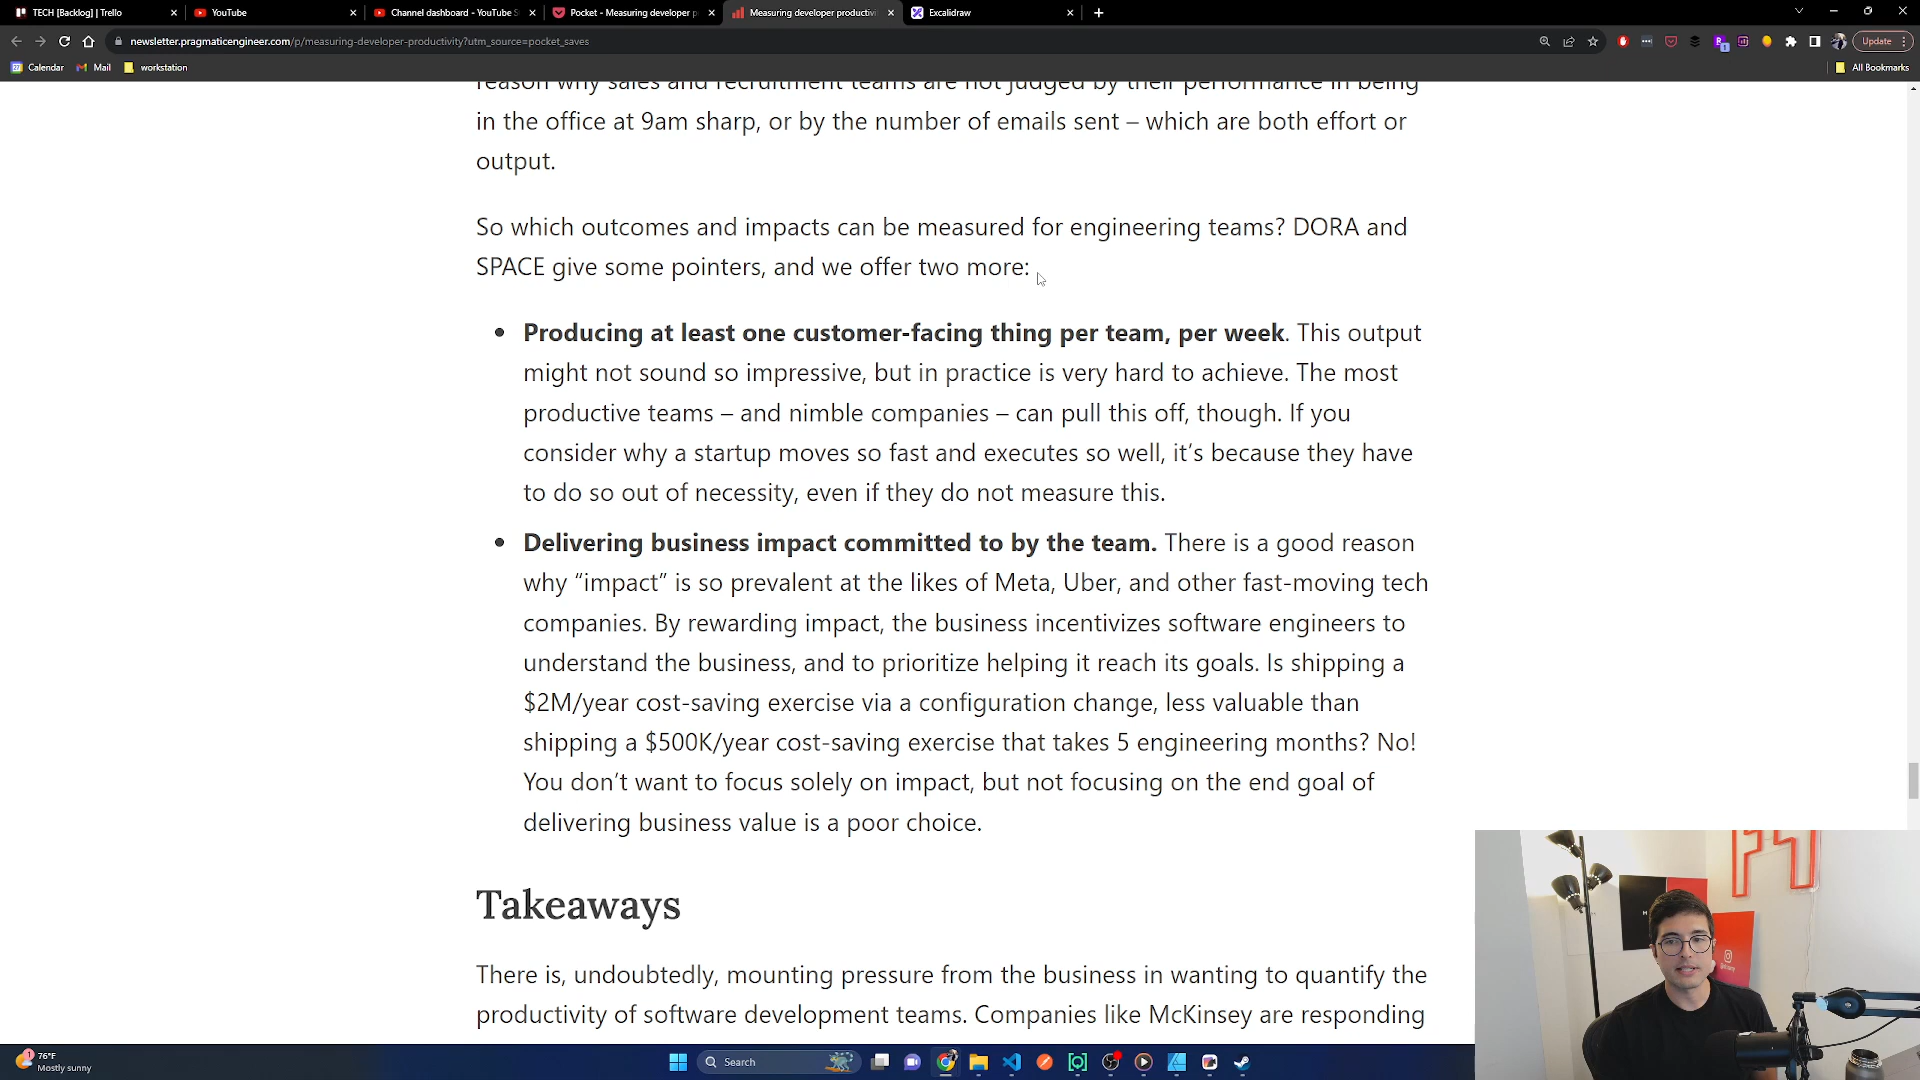 TECH [Backlog] | Trello
YouTube
Channel dashboard - YouTube S
Pocket - Measuring developer p
Measuring developer productivi
Excalidraw
newsletter.pragmaticengineer.com/p/measuring-developer-productivity?utm_source=pocket_saves
Update
Calendar
Mail
workstation
All Bookmarks
reason why sales and recruitment teams are not judged by their performance in being
in the office at 9am sharp, or by the number of emails sent – which are both effort or
output.
So which outcomes and impacts can be measured for engineering teams? DORA and
SPACE give some pointers, and we offer two more:
• Producing at least one customer-facing thing per team, per week. This output
might not sound so impressive, but in practice is very hard to achieve. The most
productive teams – and nimble companies – can pull this off, though. If you
consider why a startup moves so fast and executes so well, it’s because they have
to do so out of necessity, even if they do not measure this.
• Delivering business impact committed to by the team. There is a good reason
why “impact” is so prevalent at the likes of Meta, Uber, and other fast-moving tech
companies. By rewarding impact, the business incentivizes software engineers to
understand the business, and to prioritize helping it reach its goals. Is shipping a
$2M/year cost-saving exercise via a configuration change, less valuable than
shipping a $500K/year cost-saving exercise that takes 5 engineering months? No!
You don’t want to focus solely on impact, but not focusing on the end goal of
delivering business value is a poor choice.
Takeaways
There is, undoubtedly, mounting pressure from the business in wanting to quantify the
productivity of software development teams. Companies like McKinsey are responding
1
76°F
Mostly sunny
Search